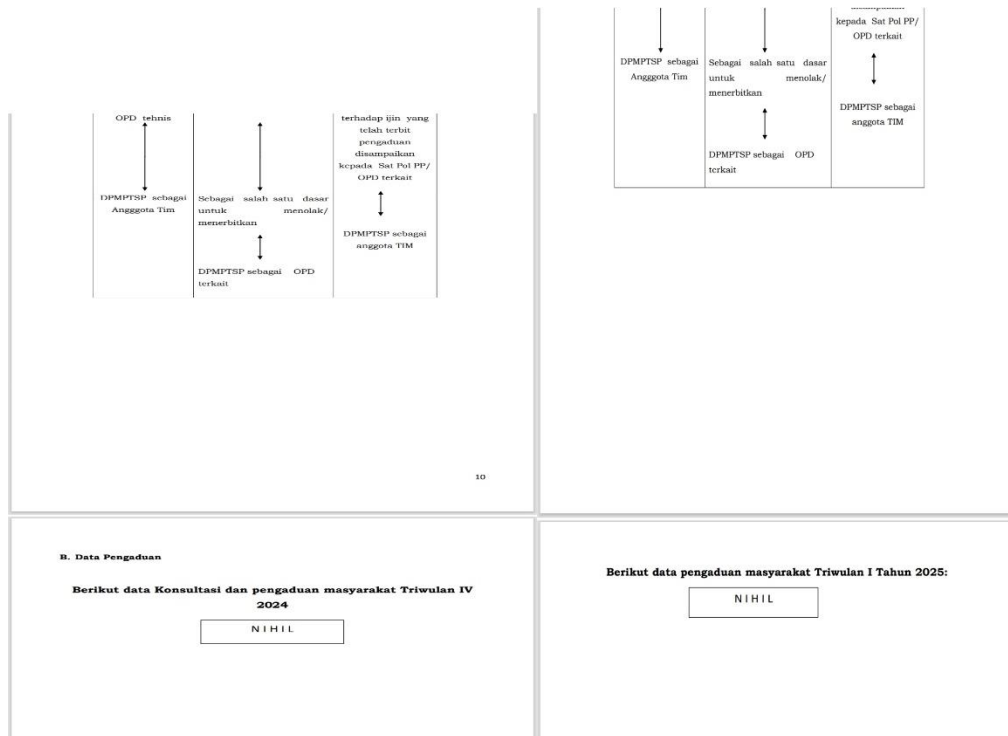 OPD tehnis
DPMPTSP sebagai
Angggota Tim
Sebagai salah satu dasar
untuk menolak/
menerbitkan
DPMPTSP sebagai OPD
terkait
terhadap ijin yang
telah terbit
pengaduan
disampaikan
kepada Sat Pol PP/
OPD terkait
DPMPTSP sebagai
anggota TIM
10
DPMPTSP sebagai
Angggota Tim
Sebagai salah satu dasar
untuk menolak/
menerbitkan
DPMPTSP sebagai OPD
terkait
kepada Sat Pol PP/
OPD terkait
DPMPTSP sebagai
anggota TIM
B. Data Pengaduan
Berikut data Konsultasi dan pengaduan masyarakat Triwulan IV
2024
NIHIL
Berikut data pengaduan masyarakat Triwulan I Tahun 2025:
NIHIL